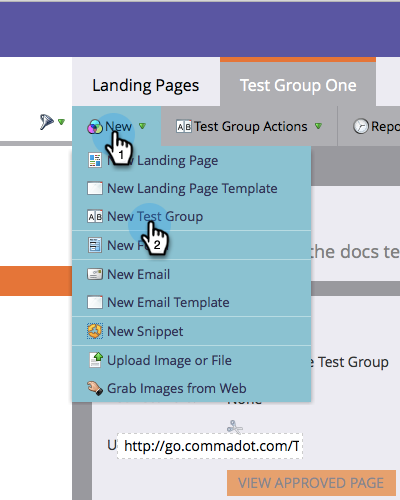 Landing Pages
Test Group One
New
Test Group Actions
Repo
1
New Landing Page
New Landing Page Template
New Test Group
2
New F
the docs te
New Email
New Email Template
New Snippet
Upload Image or File
e Test Group
Grab Images from Web
None
U
http://go.commadot.com/T
VIEW APPROVED PAGE